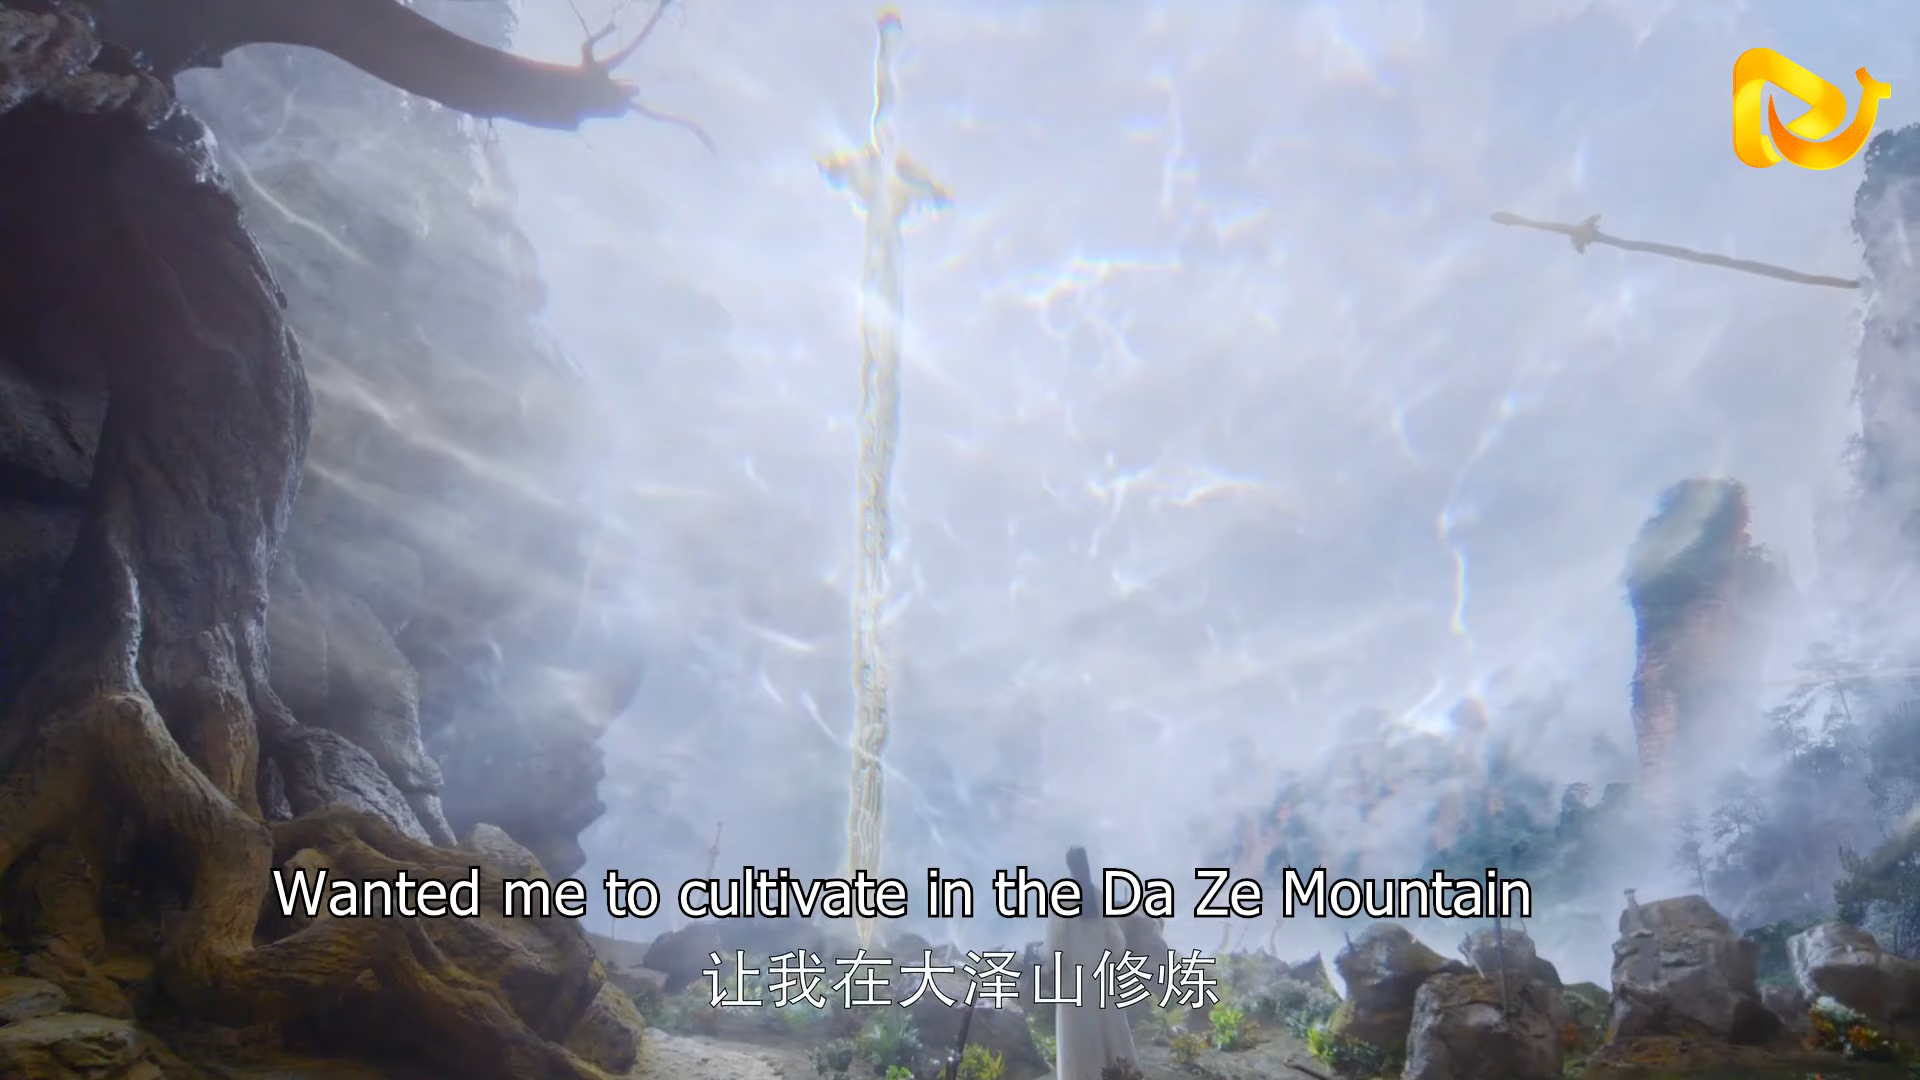 Wanted me to cultivate in the Da Ze Mountain
让我在大泽山修炼